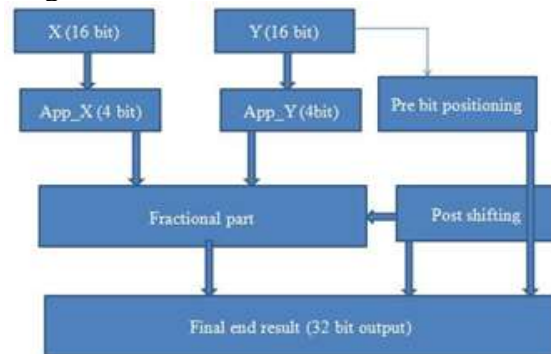 X (16 bit)
Y (16 bit)
App_X (4 bit)
App_Y (4bit)
Pre bit positioning
Fractional part
Post shifting
Final end result (32 bit output)